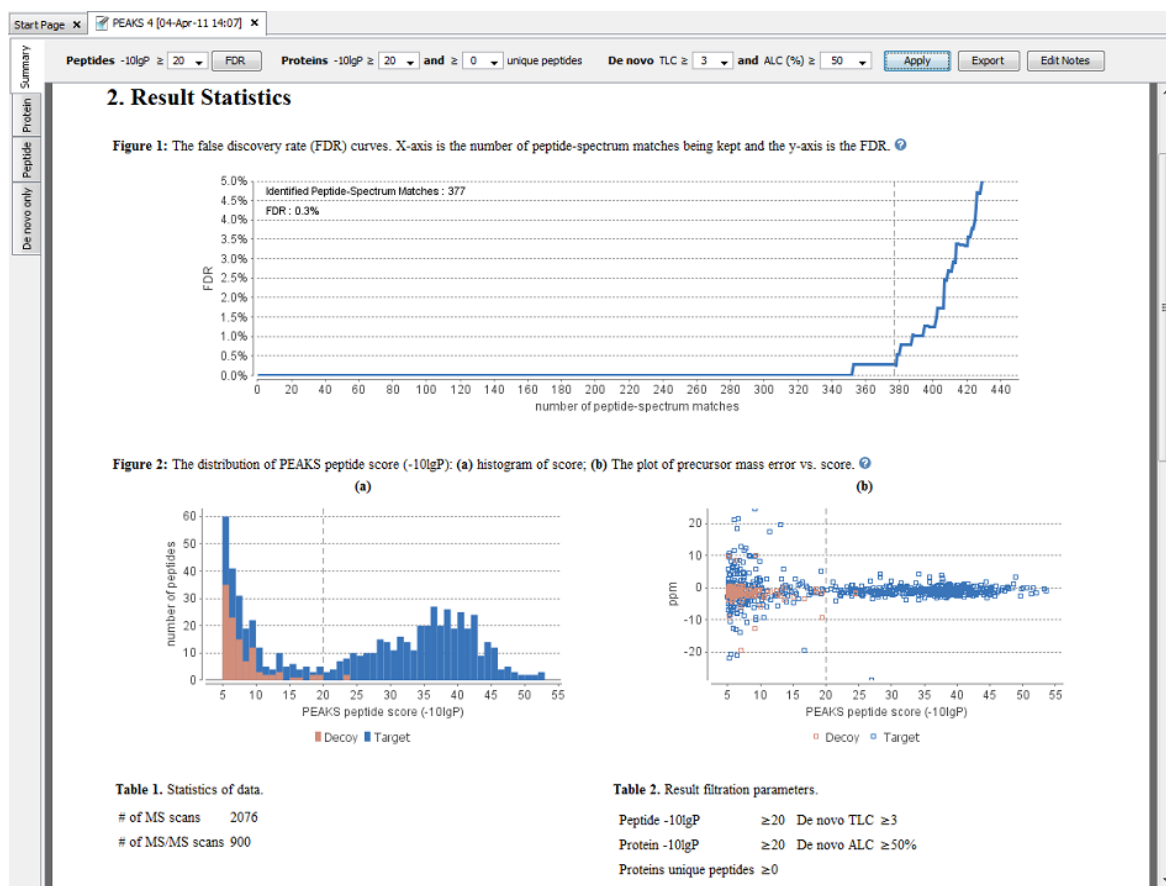 Start Page × PEAKS 4 [04-Apr-11 14:07] ×
Summary
Protein
Peptide
De novo only
Peptides -10lgP ≥ 20 FDR Proteins -10lgP ≥ 20 and ≥ 0 unique peptides De novo TLC ≥ 3 and ALC (%) ≥ 50 Apply Export Edit Notes
2. Result Statistics
Figure 1: The false discovery rate (FDR) curves. X-axis is the number of peptide-spectrum matches being kept and the y-axis is the FDR. ?
Identified Peptide-Spectrum Matches : 377
FDR : 0.3%
5.0%
4.5%
4.0%
3.5%
3.0%
2.5%
2.0%
1.5%
1.0%
0.5%
0.0%
FDR
0 20 40 60 80 100 120 140 160 180 200 220 240 260 280 300 320 340 360 380 400 420 440
number of peptide-spectrum matches
Figure 2: The distribution of PEAKS peptide score (-10lgP): (a) histogram of score; (b) The plot of precursor mass error vs. score. ?
(a)
60
50
40
30
20
10
0
number of peptides
5 10 15 20 25 30 35 40 45 50 55
PEAKS peptide score (-10lgP)
Decoy Target
(b)
20
10
0
-10
-20
ppm
5 10 15 20 25 30 35 40 45 50 55
PEAKS peptide score (-10lgP)
Decoy Target
Table 1. Statistics of data.
# of MS scans 2076
# of MS/MS scans 900
Table 2. Result filtration parameters.
Peptide -10lgP ≥20 De novo TLC ≥3
Protein -10lgP ≥20 De novo ALC ≥50%
Proteins unique peptides ≥0